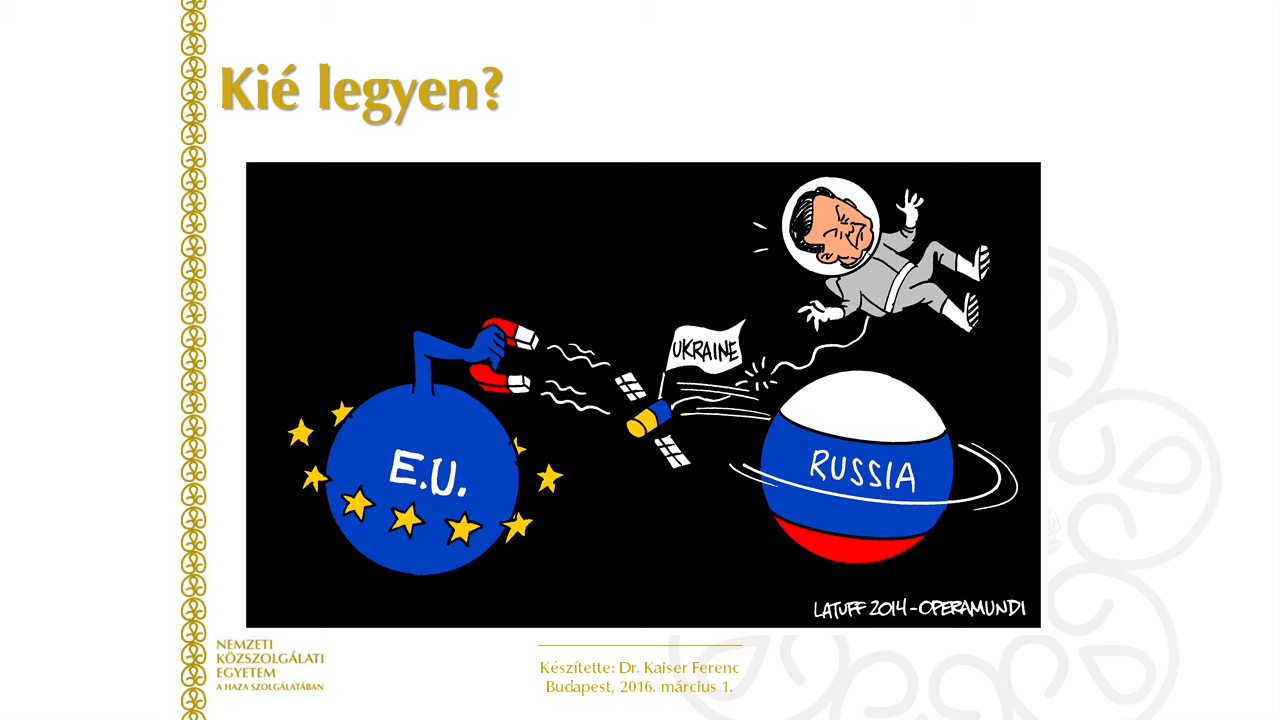 Kié legyen?
UKRAINE
E.U.
RUSSIA
LATUFF 2014-OPERAMUNDI
NEMZETI
KÖZSZOLGÁLATI
EGYETEM
A HAZA SZOLGÁLATÁBAN
Készítette: Dr. Kaiser Ferenc
Budapest, 2016. március 1.